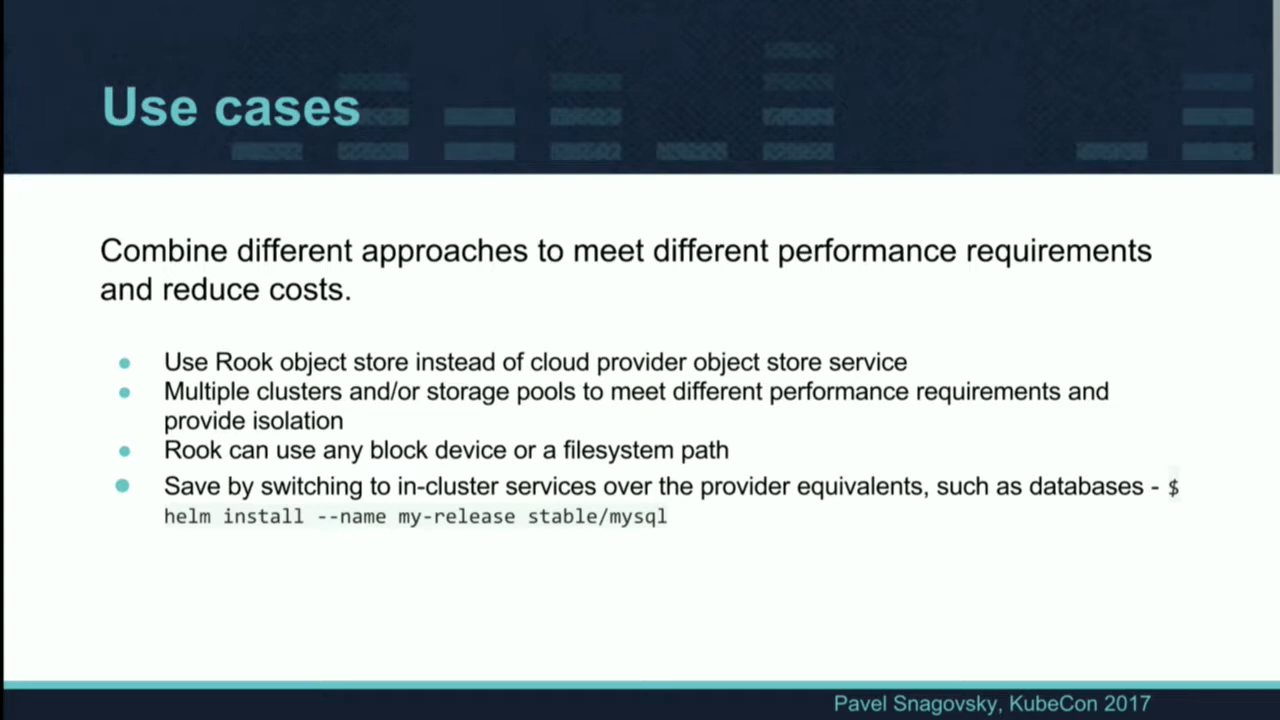 Use cases
Combine different approaches to meet different performance requirements
and reduce costs.
● Use Rook object store instead of cloud provider object store service
● Multiple clusters and/or storage pools to meet different performance requirements and
provide isolation
● Rook can use any block device or a filesystem path
● Save by switching to in-cluster services over the provider equivalents, such as databases - $
helm install --name my-release stable/mysql
Pavel Snagovsky, KubeCon 2017